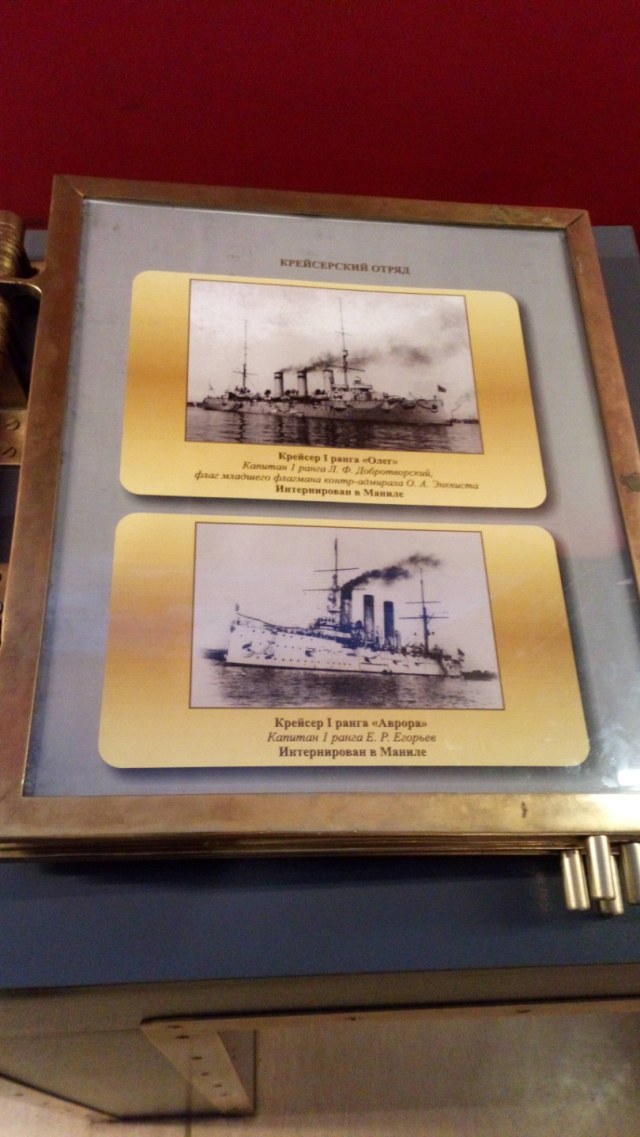 КРЕЙСЕРСКИЙ ОТРЯД
Крейсер I ранга «Олег»
Капитан 1 ранга Л. Ф. Добротворский,
флаг младшего флагмана контр-адмирала О. А. Энквиста
Интернирован в Маниле
Крейсер I ранга «Аврора»
Капитан 1 ранга Е. Р. Егорьев
Интернирован в Маниле